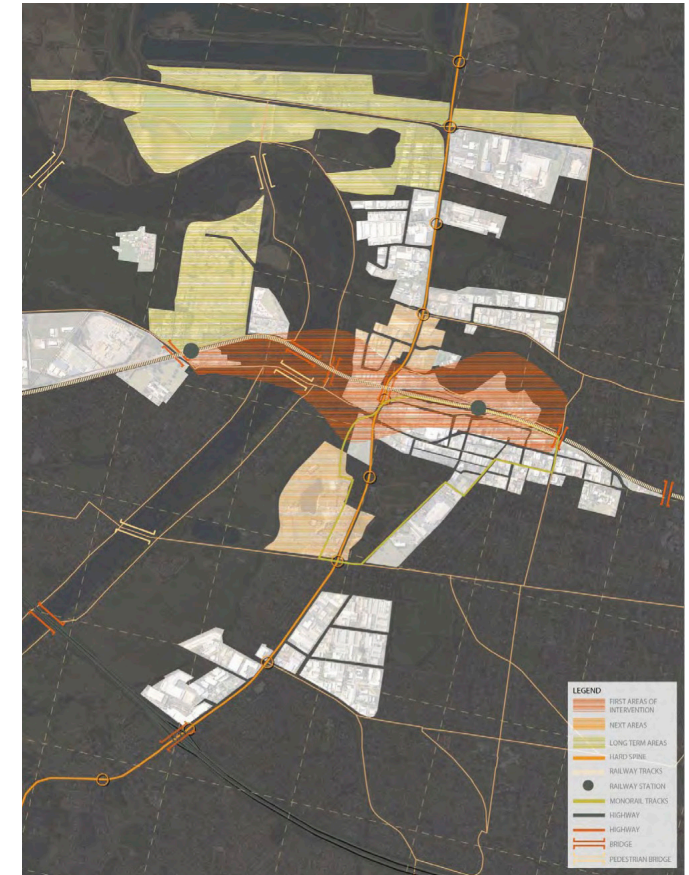 LEGEND
FIRST AREAS OF
INTERVENTION
NEXT AREAS
LONG TERM AREAS
HARD SPINE
RAILWAY TRACKS
RAILWAY STATION
MONORAIL TRACKS
HIGHWAY
HIGHWAY
BRIDGE
PEDESTRIAN BRIDGE